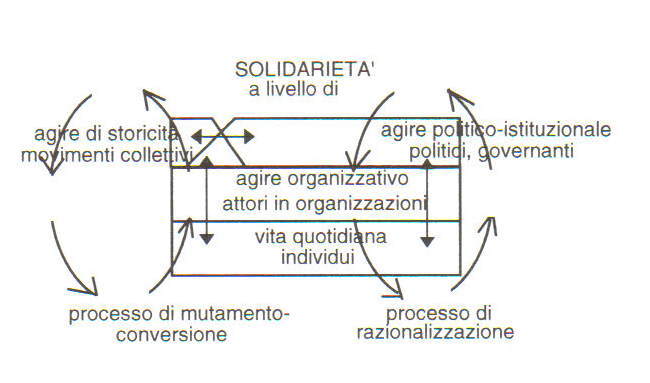 SOLIDARIETA'
a livello di
agire di storicità
movimenti collettivi
agire politico-istituzionale
politici, governanti
agire organizzativo
attori in organizzazioni
vita quotidiana
individui
processo di mutamento-
conversione
processo di
razionalizzazione